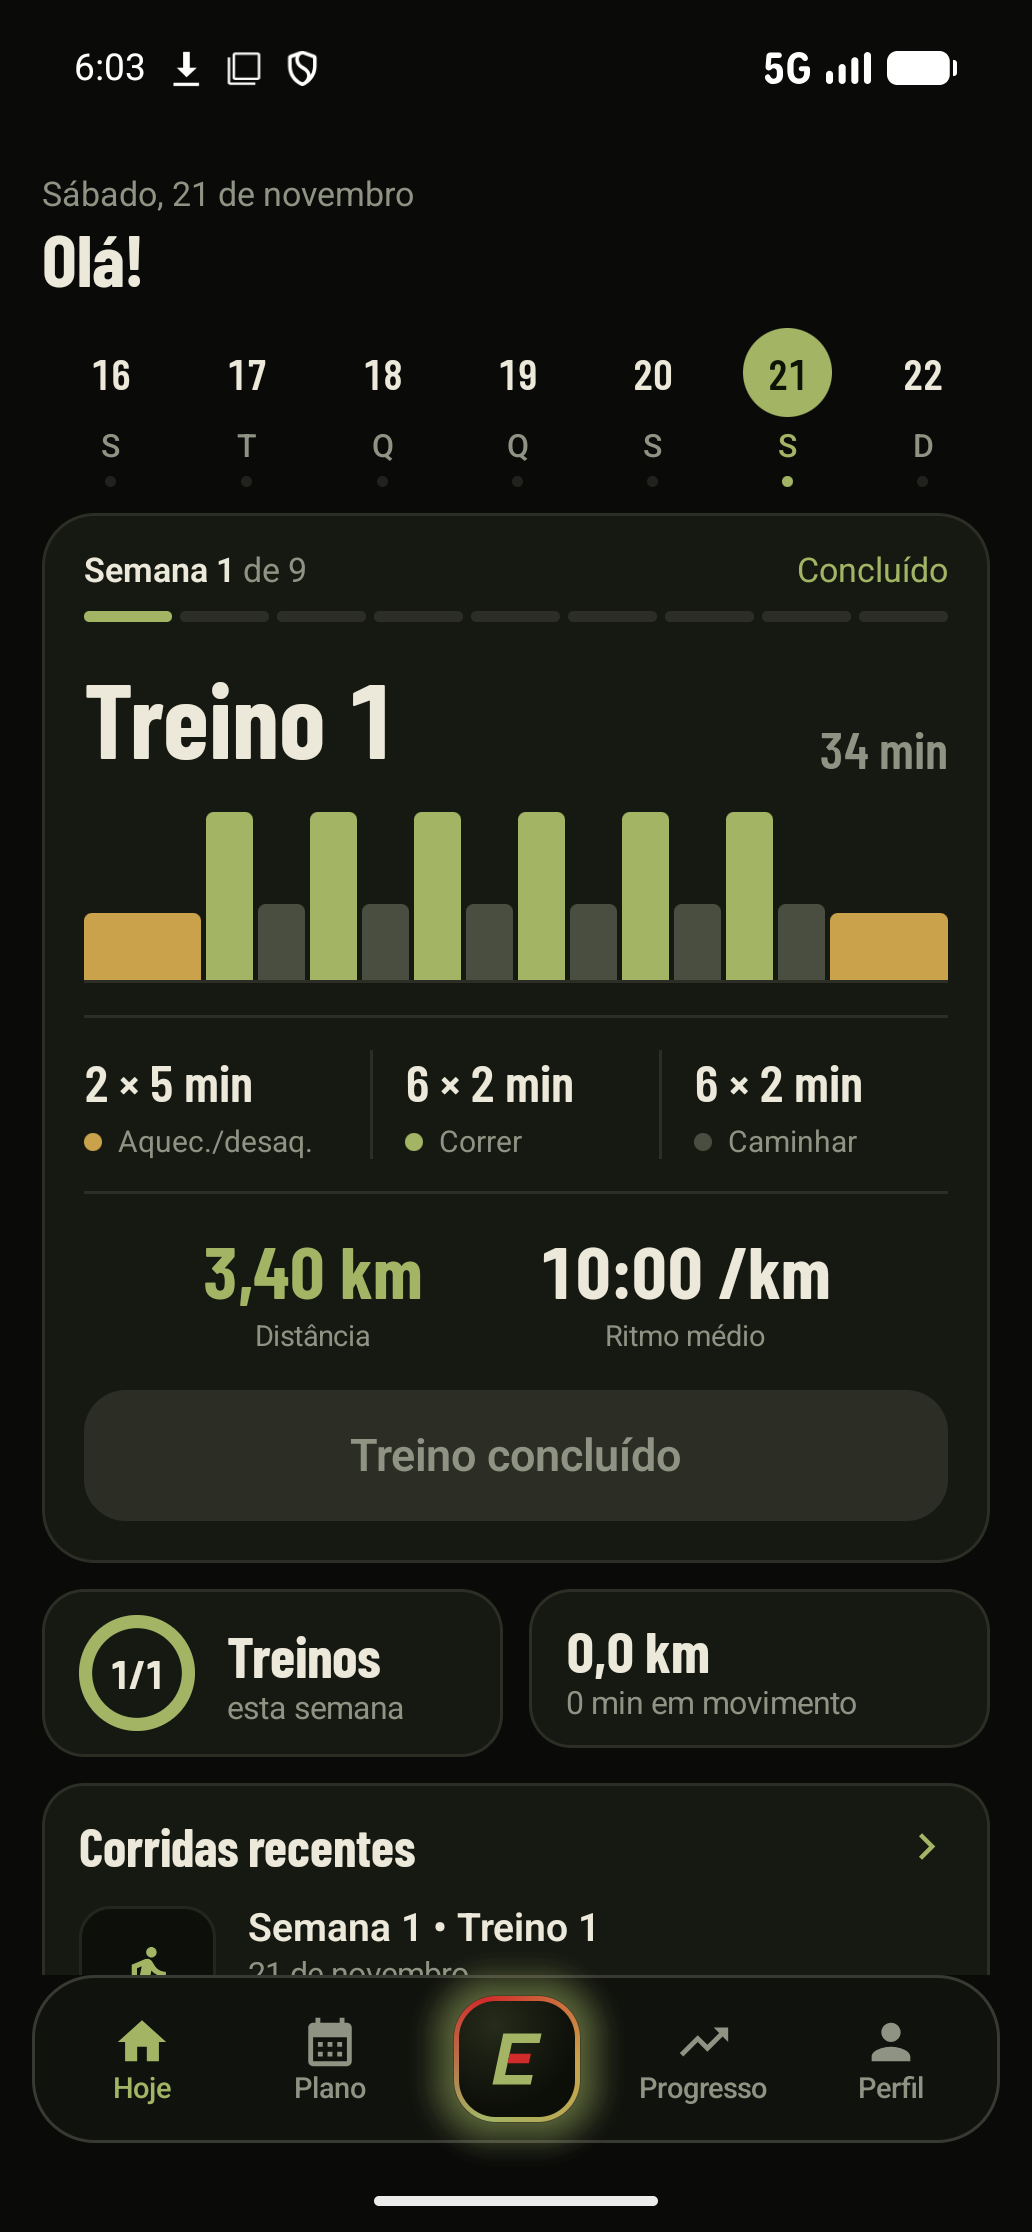 6:03
5G
Sábado, 21 de novembro
Olá!
16 17 18 19 20 21 22
S T Q Q S S D
Semana 1 de 9 Concluído
Treino 1
34 min
2 × 5 min 6 × 2 min 6 × 2 min
Aquec./desaq. Correr Caminhar
3,40 km 10:00 /km
Distância Ritmo médio
Treino concluído
1/1
Treinos
esta semana
0,0 km
0 min em movimento
Corridas recentes
Semana 1 • Treino 1
21 de novembro
E
Hoje Plano Progresso Perfil